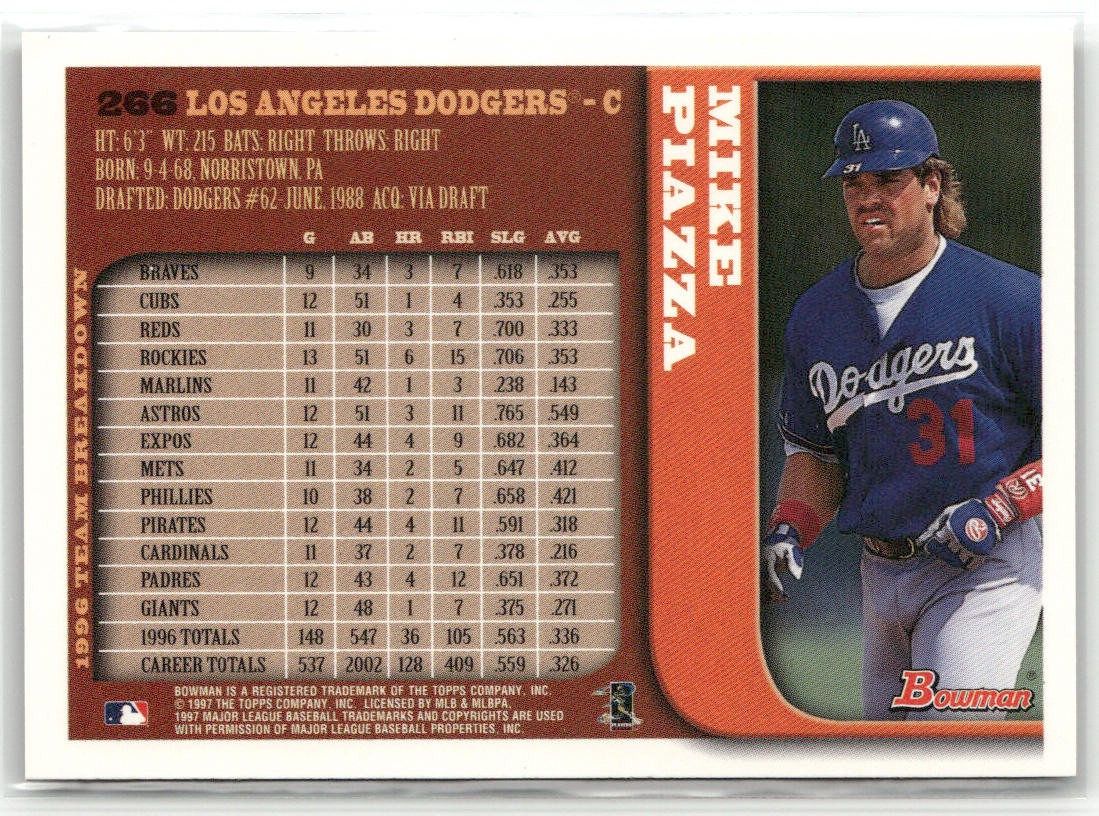 266 LOS ANGELES DODGERS® - C
HT: 6'3" WT: 215 BATS: RIGHT THROWS: RIGHT
BORN: 9-4-68, NORRISTOWN, PA
DRAFTED: DODGERS #62-JUNE, 1988 ACQ: VIA DRAFT
1996 TEAM BREAKDOWN
G AB HR RBI SLG AVG
BRAVES 9 34 3 7 .618 .353
CUBS 12 51 1 4 .353 .255
REDS 11 30 3 7 .700 .333
ROCKIES 13 51 6 15 .706 .353
MARLINS 11 42 1 3 .238 .143
ASTROS 12 51 3 11 .765 .549
EXPOS 12 44 4 9 .682 .364
METS 11 34 2 5 .647 .412
PHILLIES 10 38 2 7 .658 .421
PIRATES 12 44 4 11 .591 .318
CARDINALS 11 37 2 7 .378 .216
PADRES 12 43 4 12 .651 .372
GIANTS 12 48 1 7 .375 .271
1996 TOTALS 148 547 36 105 .563 .336
CAREER TOTALS 537 2002 128 409 .559 .326
BOWMAN IS A REGISTERED TRADEMARK OF THE TOPPS COMPANY, INC.
© 1997 THE TOPPS COMPANY, INC. LICENSED BY MLB & MLBPA.
1997 MAJOR LEAGUE BASEBALL TRADEMARKS AND COPYRIGHTS ARE USED
WITH PERMISSION OF MAJOR LEAGUE BASEBALL PROPERTIES, INC.
PLAYERS
MIKE
PIAZZA
LA
31
Dodgers
31
31
Bowman®